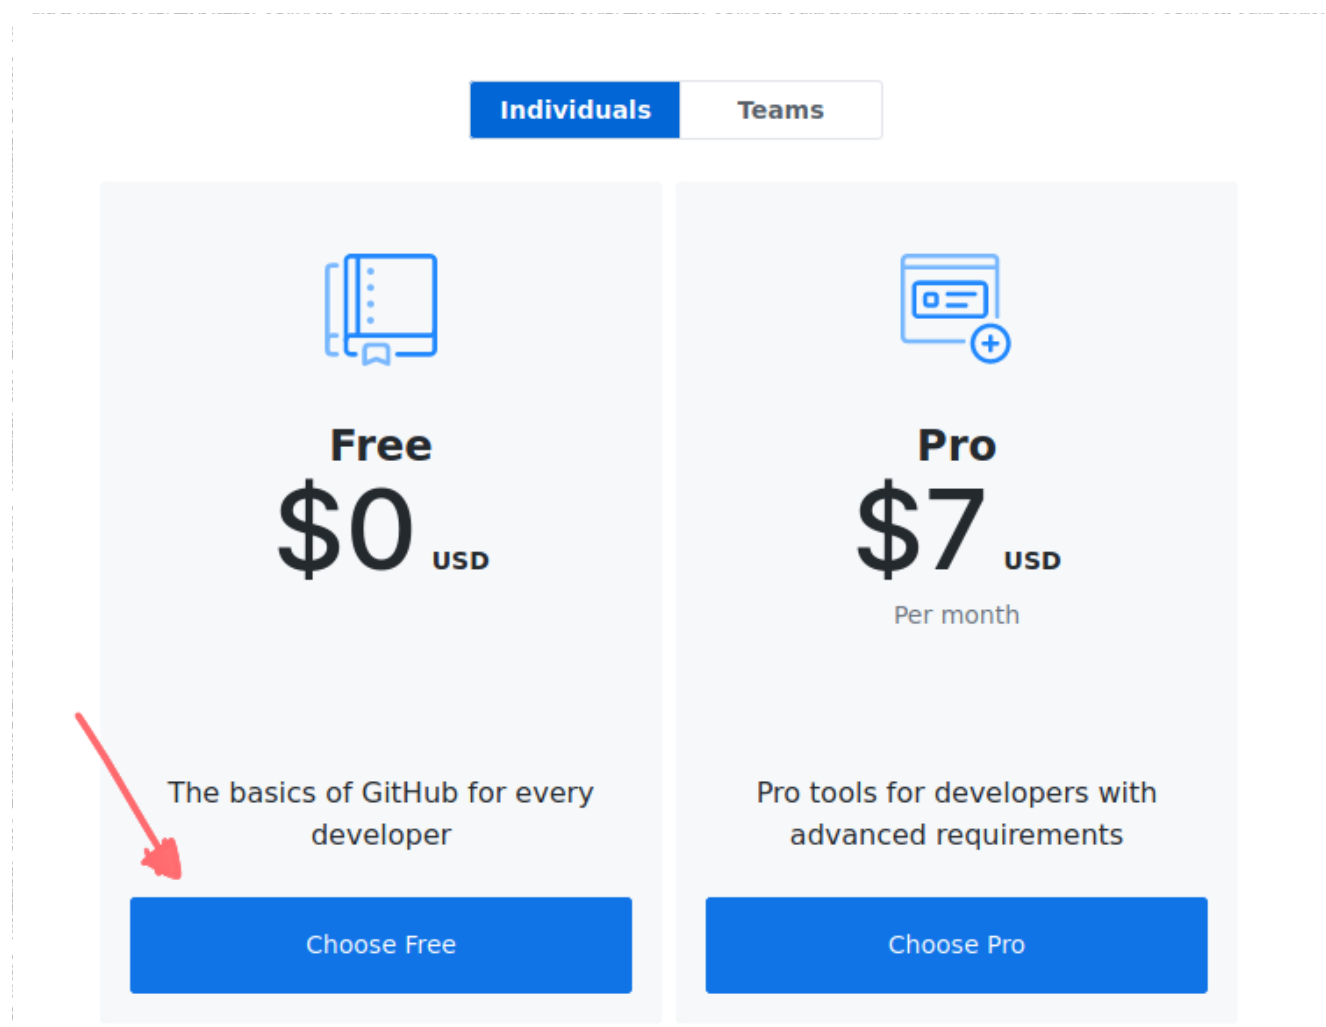 Individuals Teams
Free
$0 USD
The basics of GitHub for every
developer
Choose Free
Pro
$7 USD
Per month
Pro tools for developers with
advanced requirements
Choose Pro